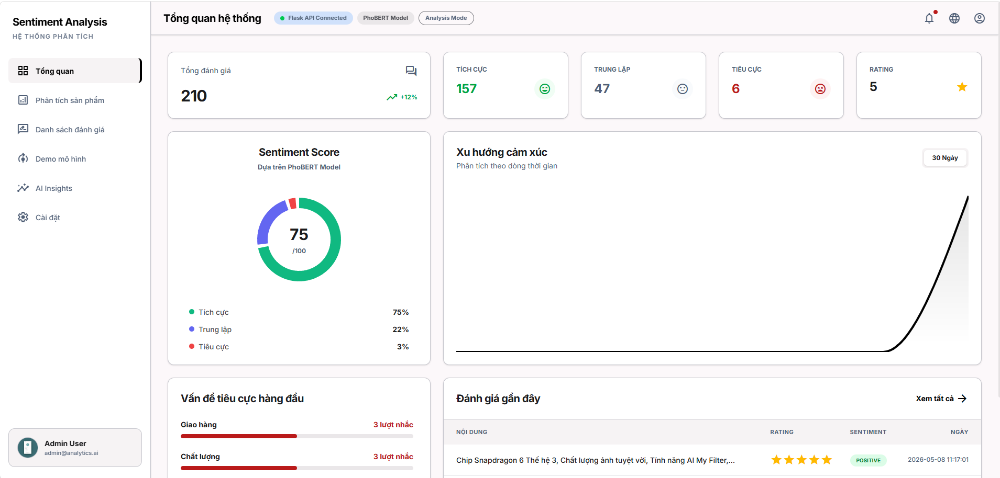 Sentiment Analysis
HỆ THỐNG PHÂN TÍCH
Tổng quan
Phân tích sản phẩm
Danh sách đánh giá
Demo mô hình
AI Insights
Cài đặt
Admin User
admin@analytics.ai
Tổng quan hệ thống
Flask API Connected
PhoBERT Model
Analysis Mode
Tổng đánh giá
210
+12%
TÍCH CỰC
157
TRUNG LẬP
47
TIÊU CỰC
6
RATING
5
Sentiment Score
Dựa trên PhoBERT Model
75
/100
Tích cực 75%
Trung lập 22%
Tiêu cực 3%
Xu hướng cảm xúc
Phân tích theo dòng thời gian
30 Ngày
Vấn đề tiêu cực hàng đầu
Giao hàng 3 lượt nhắc
Chất lượng 3 lượt nhắc
Đánh giá gần đây
Xem tất cả
NỘI DUNG RATING SENTIMENT NGÀY
Chip Snapdragon 6 Thế hệ 3, Chất lượng ảnh tuyệt vời, Tính năng AI My Filter,... POSITIVE 2026-05-08 11:17:01